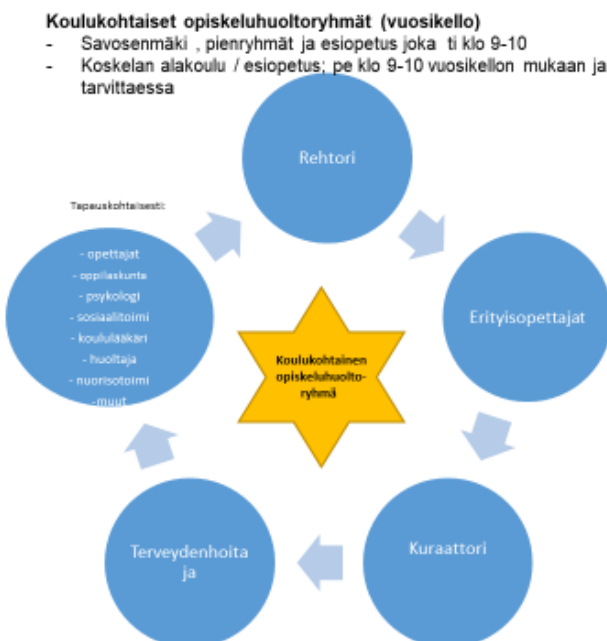 Koulukohtaiset opiskeluhuoltoryhmät (vuosikello)
- Savosenmäki , pienryhmät ja esiopetus joka ti klo 9-10
- Koskelan alakoulu / esiopetus; pe klo 9-10 vuosikellon mukaan ja
tarvittaessa
Rehtori
Tapauskohtaisesti:
- opettajat
- oppilaskunta
- psykologi
- sosiaalitoimi
- koululääkäri
- huoltaja
- nuorisotoimi
-muut
Erityisopettajat
Koulukohtainen
opiskeluhuolto-
ryhmä
Terveydenhoita
ja
Kuraattori